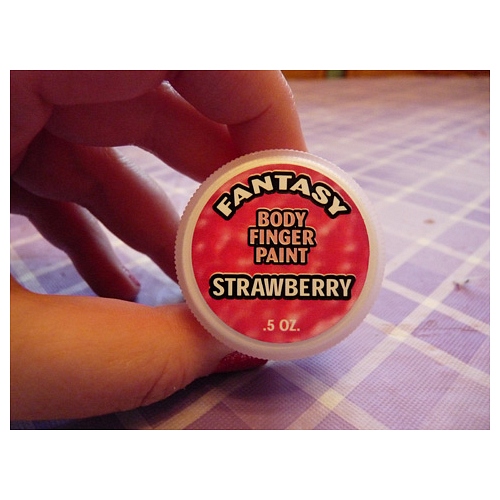 FANTASY
BODY
FINGER
PAINT
STRAWBERRY
.5 OZ.